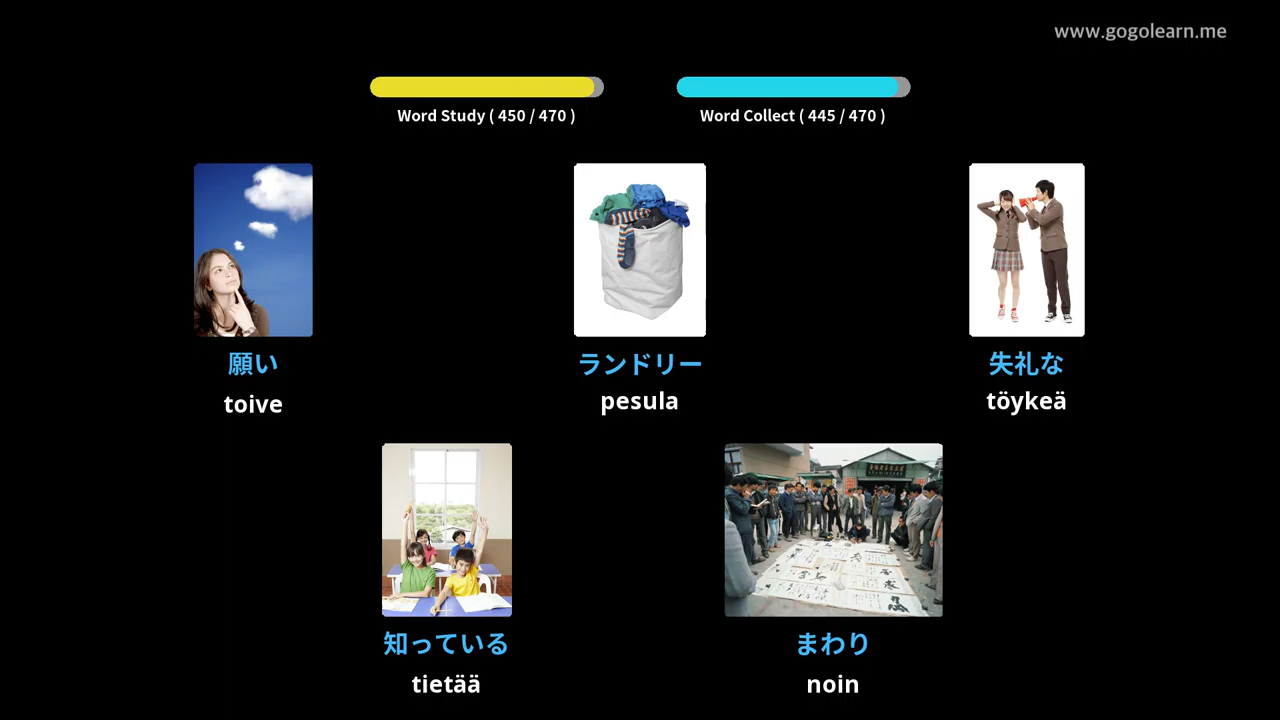 www.gogolearn.me
Word Study ( 450 / 470 )
Word Collect ( 445 / 470 )
願い
toive
ランドリー
pesula
失礼な
töykeä
知っている
tietää
まわり
noin